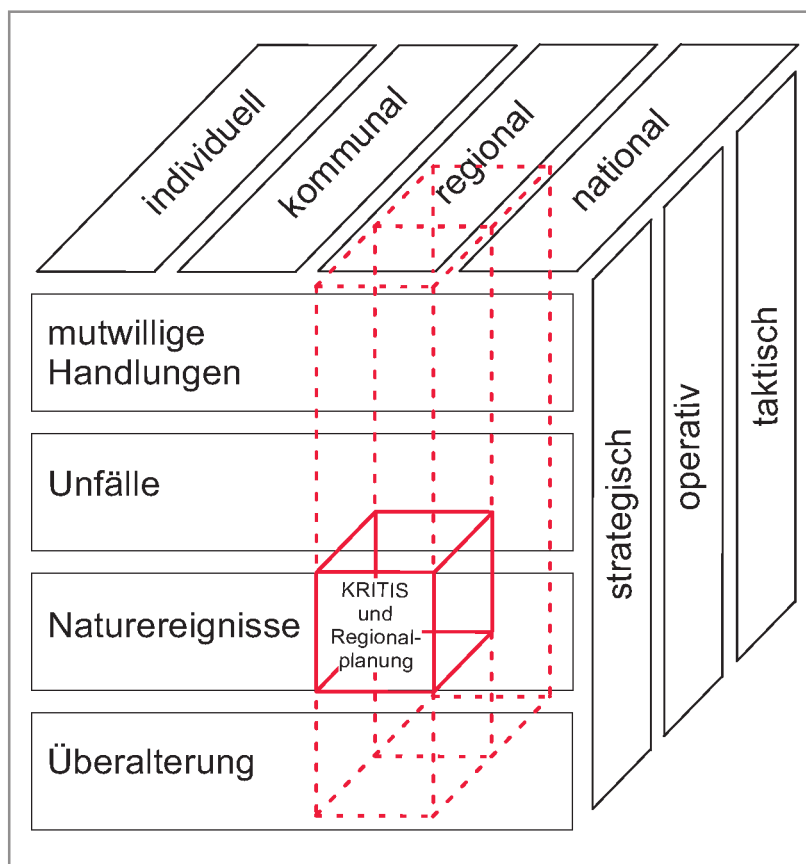 individuell
kommunal
regional
national
mutwillige
Handlungen
Unfälle
Naturereignisse
Überalterung
KRITIS
und
Regional-
planung
strategisch
operativ
taktisch